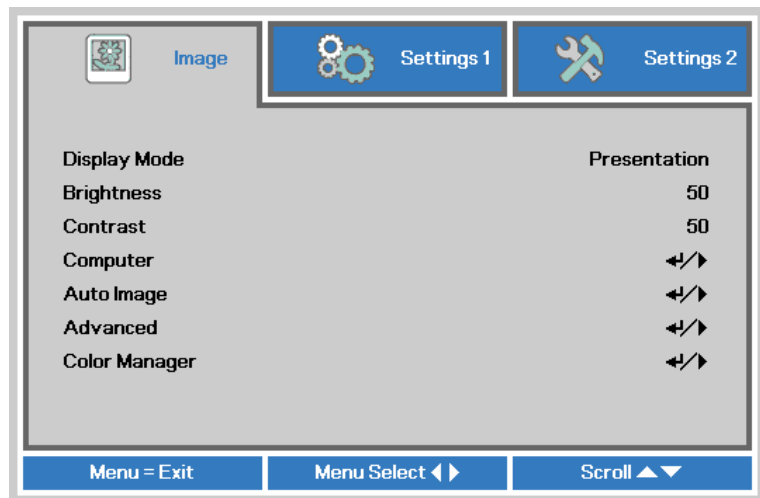 Image
Settings 1
Settings 2
Display Mode Presentation
Brightness 50
Contrast 50
Computer ↵/▶
Auto Image ↵/▶
Advanced ↵/▶
Color Manager ↵/▶
Menu = Exit
Menu Select ◀▶
Scroll ▲▼